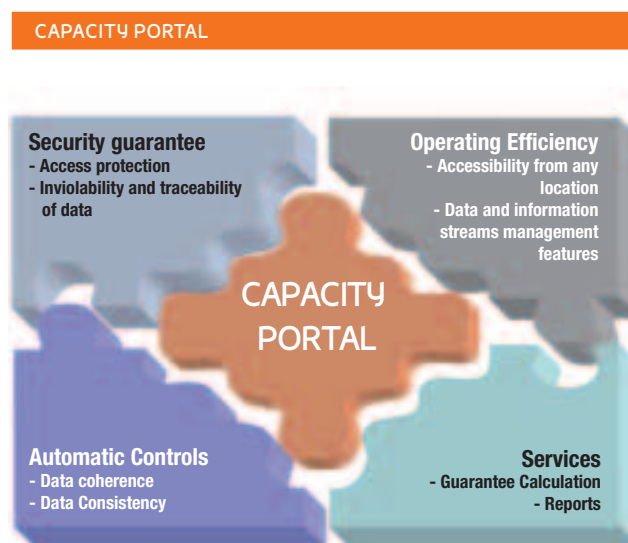 CAPACITY PORTAL
Security guarantee
- Access protection
- Inviolability and traceability
of data
Operating Efficiency
- Accessibility from any
location
- Data and information
streams management
features
CAPACITY
PORTAL
Automatic Controls
- Data coherence
- Data Consistency
Services
- Guarantee Calculation
- Reports